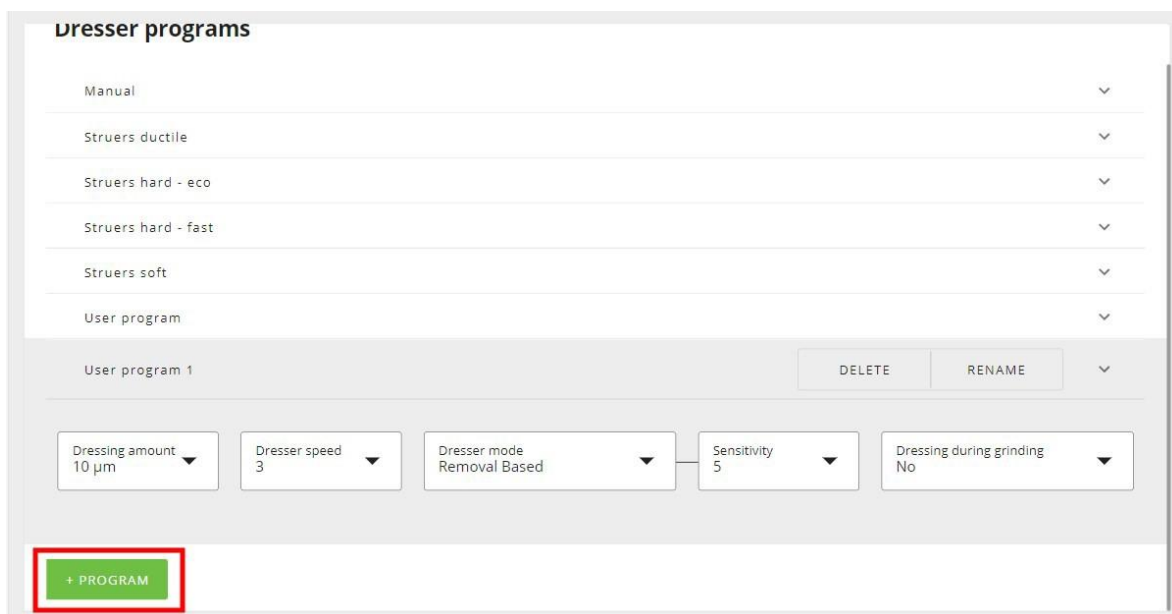 Dresser programs
Manual
Struers ductile
Struers hard - eco
Struers hard - fast
Struers soft
User program
User program 1 DELETE RENAME
Dressing amount Dresser speed Dresser mode Sensitivity Dressing during grinding
10 µm 3 Removal Based 5 No
+ PROGRAM